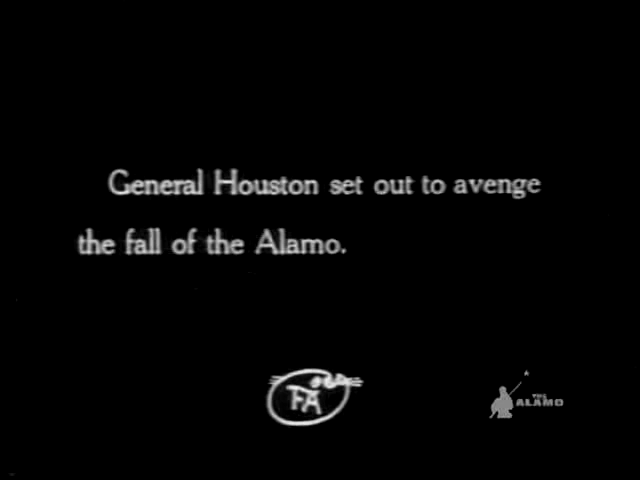 General Houston set out to avenge
the fall of the Alamo.
FA
THE
ALAMO